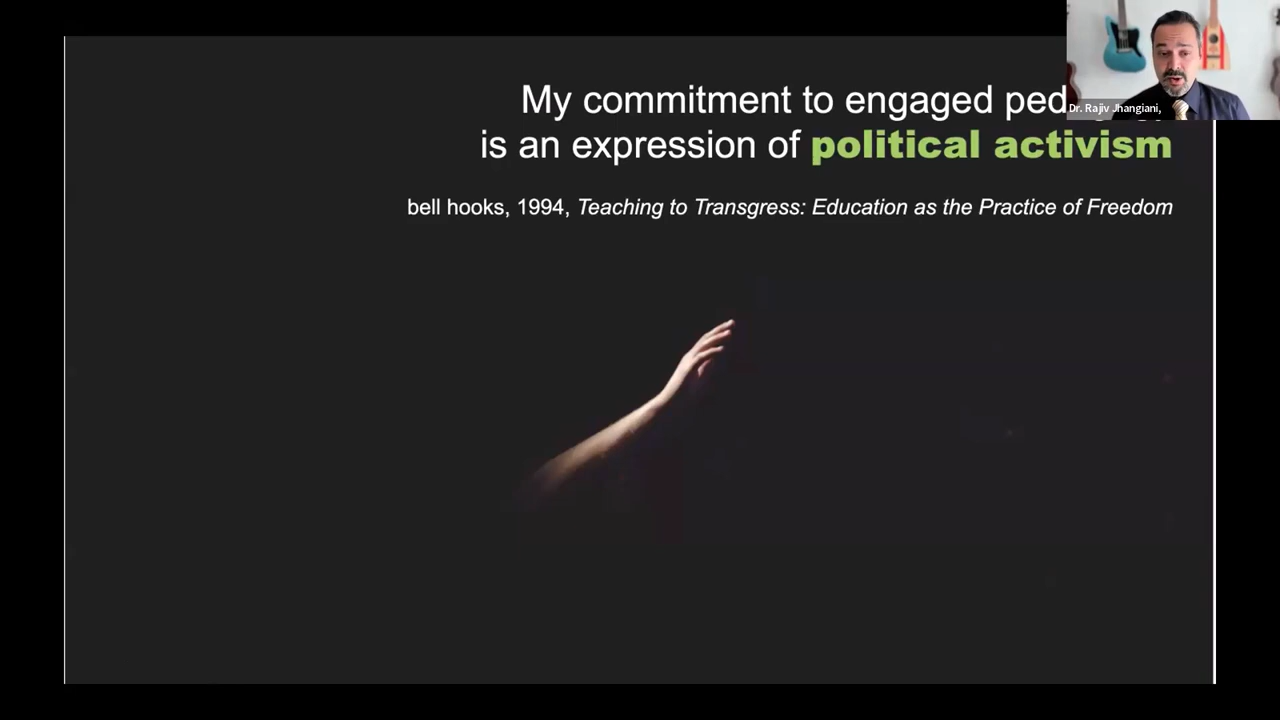 My commitment to engaged
is an expression of political activism
bell hooks, 1994, Teaching to Transgress: Education as the Practice of Freedom
Dr. Rajiv Jhangiani,